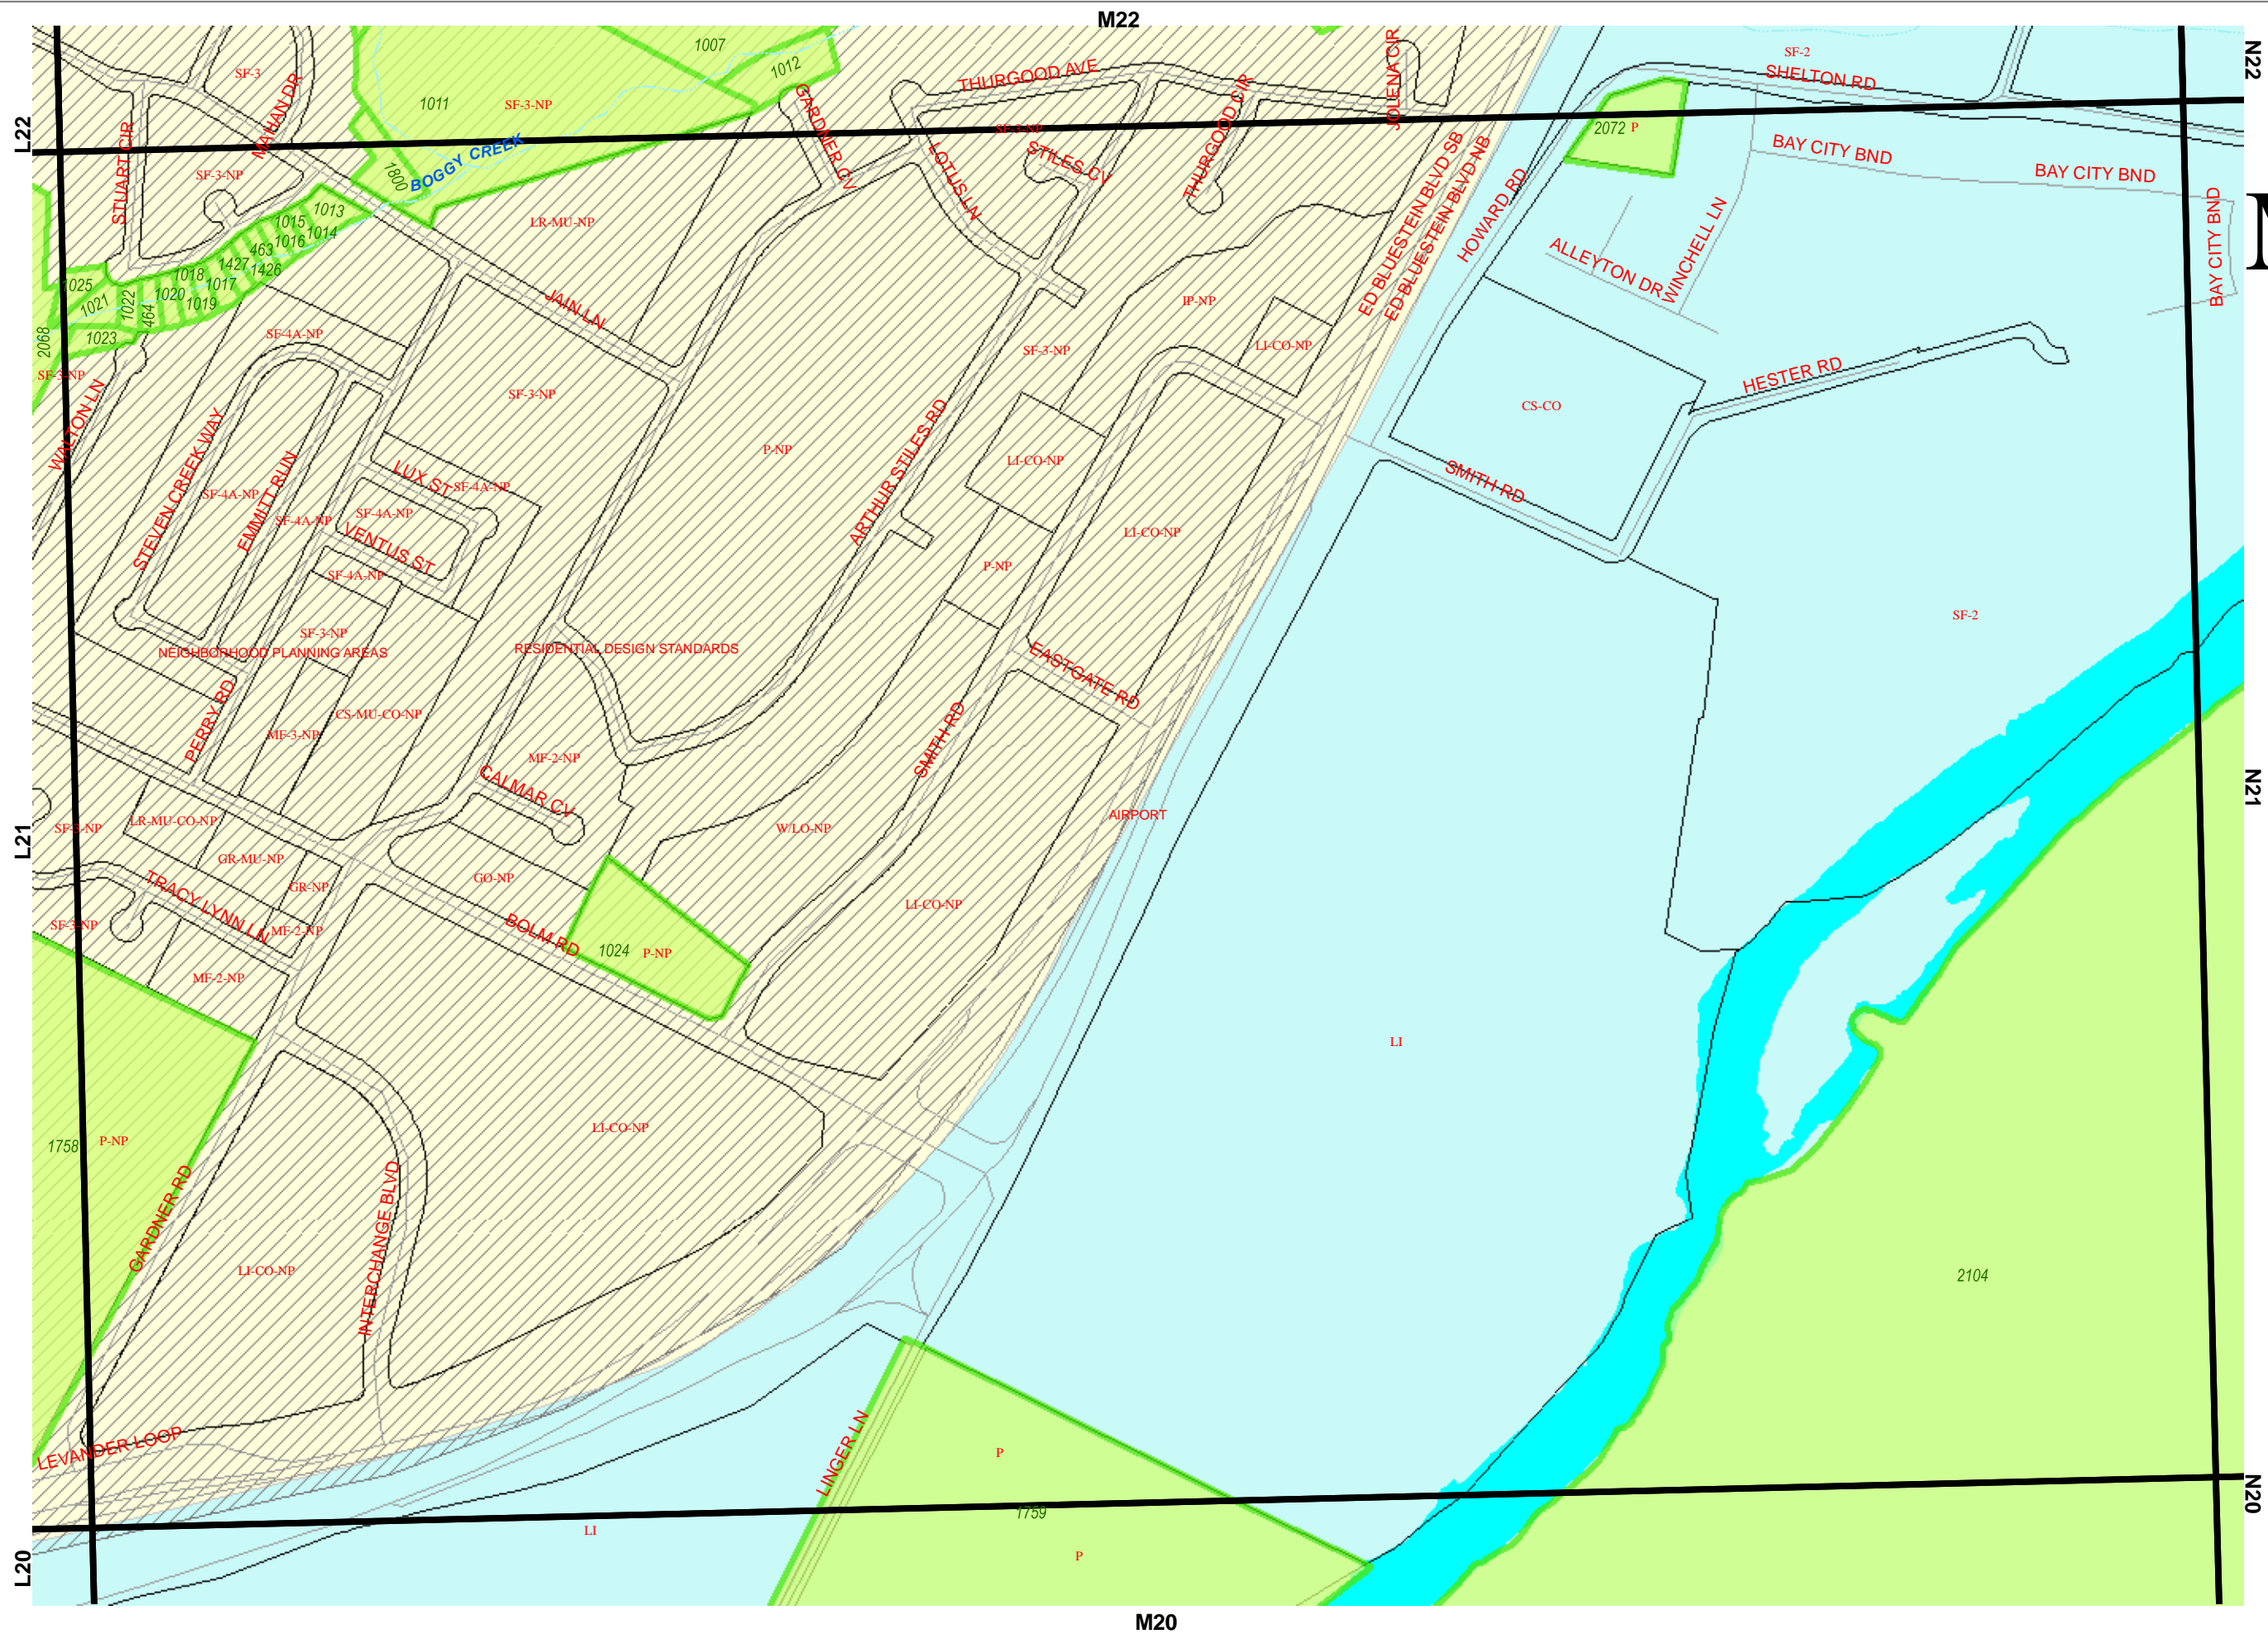 M22
L22
N22
L21
N21
L20
N20
M20
SF-3
MAHAN DR
STUART CIR
SF-3-NP
1007
1012
1011
SF-3-NP
BOGGY CREEK
1800
GARDNER CV
THURGOOD AVE
JOLENA CIR
SF-2
SHELTON RD
2072
P
BAY CITY BND
BAY CITY BND
BAY CITY BND
BAY CITY BND
SF-3-NP
STILES CV
LOTUS LN
THURGOOD CIR
ED BLUESTEIN BLVD SB
ED BLUESTEIN BLVD NB
HOWARD RD
ALLEYTON DR
WINCHELL LN
1013
1015
1014
1016
463
1426
1427
1017
1018
1019
1020
464
1022
1021
1025
1023
2068
LR-MU-NP
JAIN LN
IP-NP
LI-CO-NP
SF-3-NP
SF-4A-NP
SF-3-NP
WALTON LN
SF-3-NP
HESTER RD
CS-CO
SMITH RD
P-NP
ARTHUR STILES RD
LI-CO-NP
LI-CO-NP
P-NP
STEVEN CREEK WAY
SF-4A-NP
EMMITT RUN
SF-4A-NP
LUX ST
SF-4A-NP
SF-4A-NP
VENTUS ST
SF-4A-NP
SF-3-NP
NEIGHBORHOOD PLANNING AREAS
RESIDENTIAL DESIGN STANDARDS
SF-2
EASTGATE RD
SMITH RD
PERRY RD
CS-MU-CO-NP
MF-3-NP
MF-2-NP
CALMAR CV
AIRPORT
W/LO-NP
SF-3-NP
LR-MU-CO-NP
GR-MU-NP
GR-NP
GO-NP
TRACY LYNN LN
MF-2-NP
SF-3-NP
LI-CO-NP
BOLM RD
1024
P-NP
MF-2-NP
LI
1758
P-NP
LI-CO-NP
GARDNER RD
INTERCHANGE BLVD
LI-CO-NP
2104
LEVANDER LOOP
LINGER LN
P
1759
LI
P